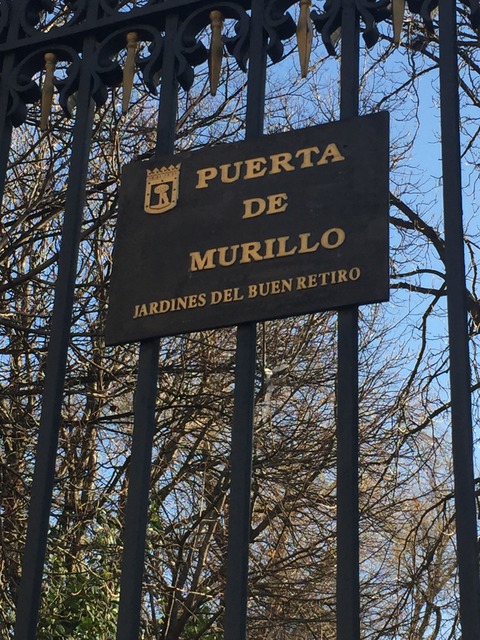 PUERTA
DE
MURILLO
JARDINES DEL BUEN RETIRO